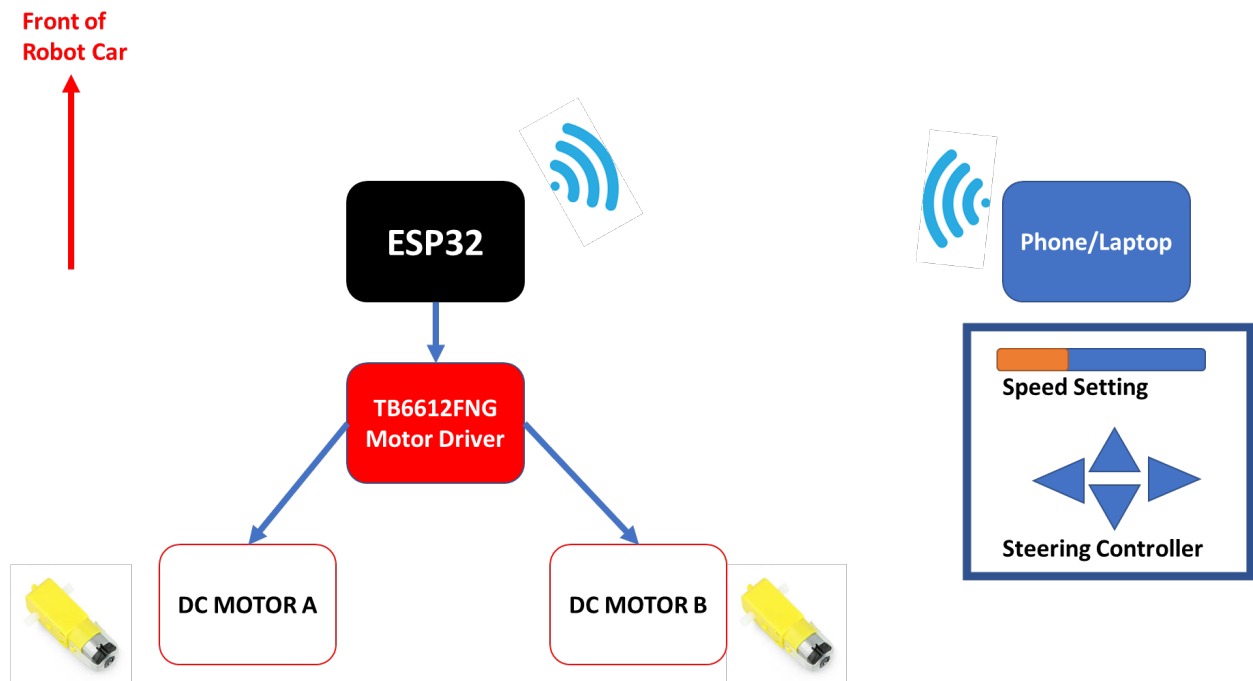 Front of
Robot Car
ESP32
Phone/Laptop
TB6612FNG
Motor Driver
Speed Setting
Steering Controller
DC MOTOR A
DC MOTOR B